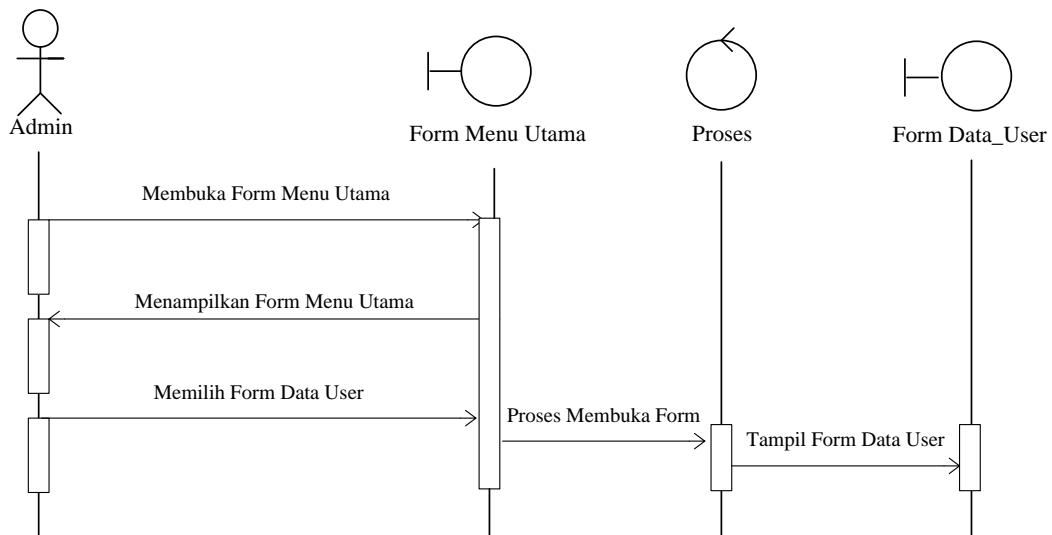 Admin
Form Menu Utama
Proses
Form Data_User
Membuka Form Menu Utama
Menampilkan Form Menu Utama
Memilih Form Data User
Proses Membuka Form
Tampil Form Data User